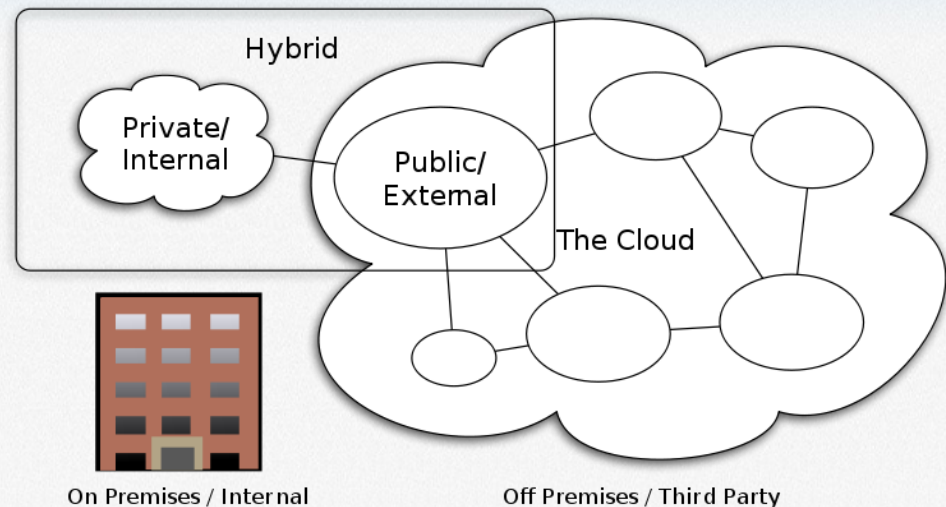 Hybrid
Private/
Internal
Public/
External
The Cloud
On Premises / Internal
Off Premises / Third Party